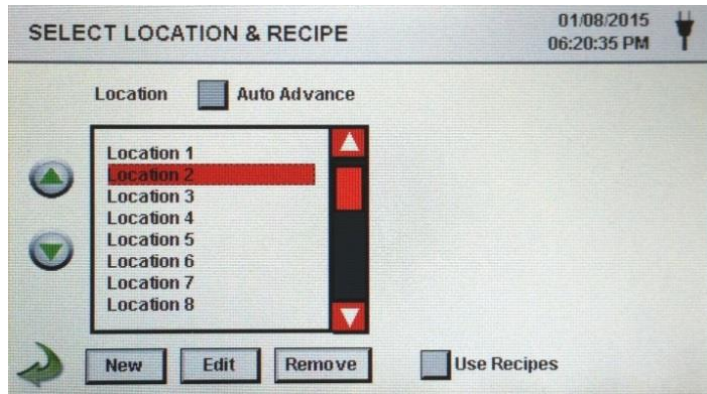 SELECT LOCATION & RECIPE
01/08/2015
06:20:35 PM
Location
Auto Advance
Location 1
Location 2
Location 3
Location 4
Location 5
Location 6
Location 7
Location 8
New
Edit
Remove
Use Recipes